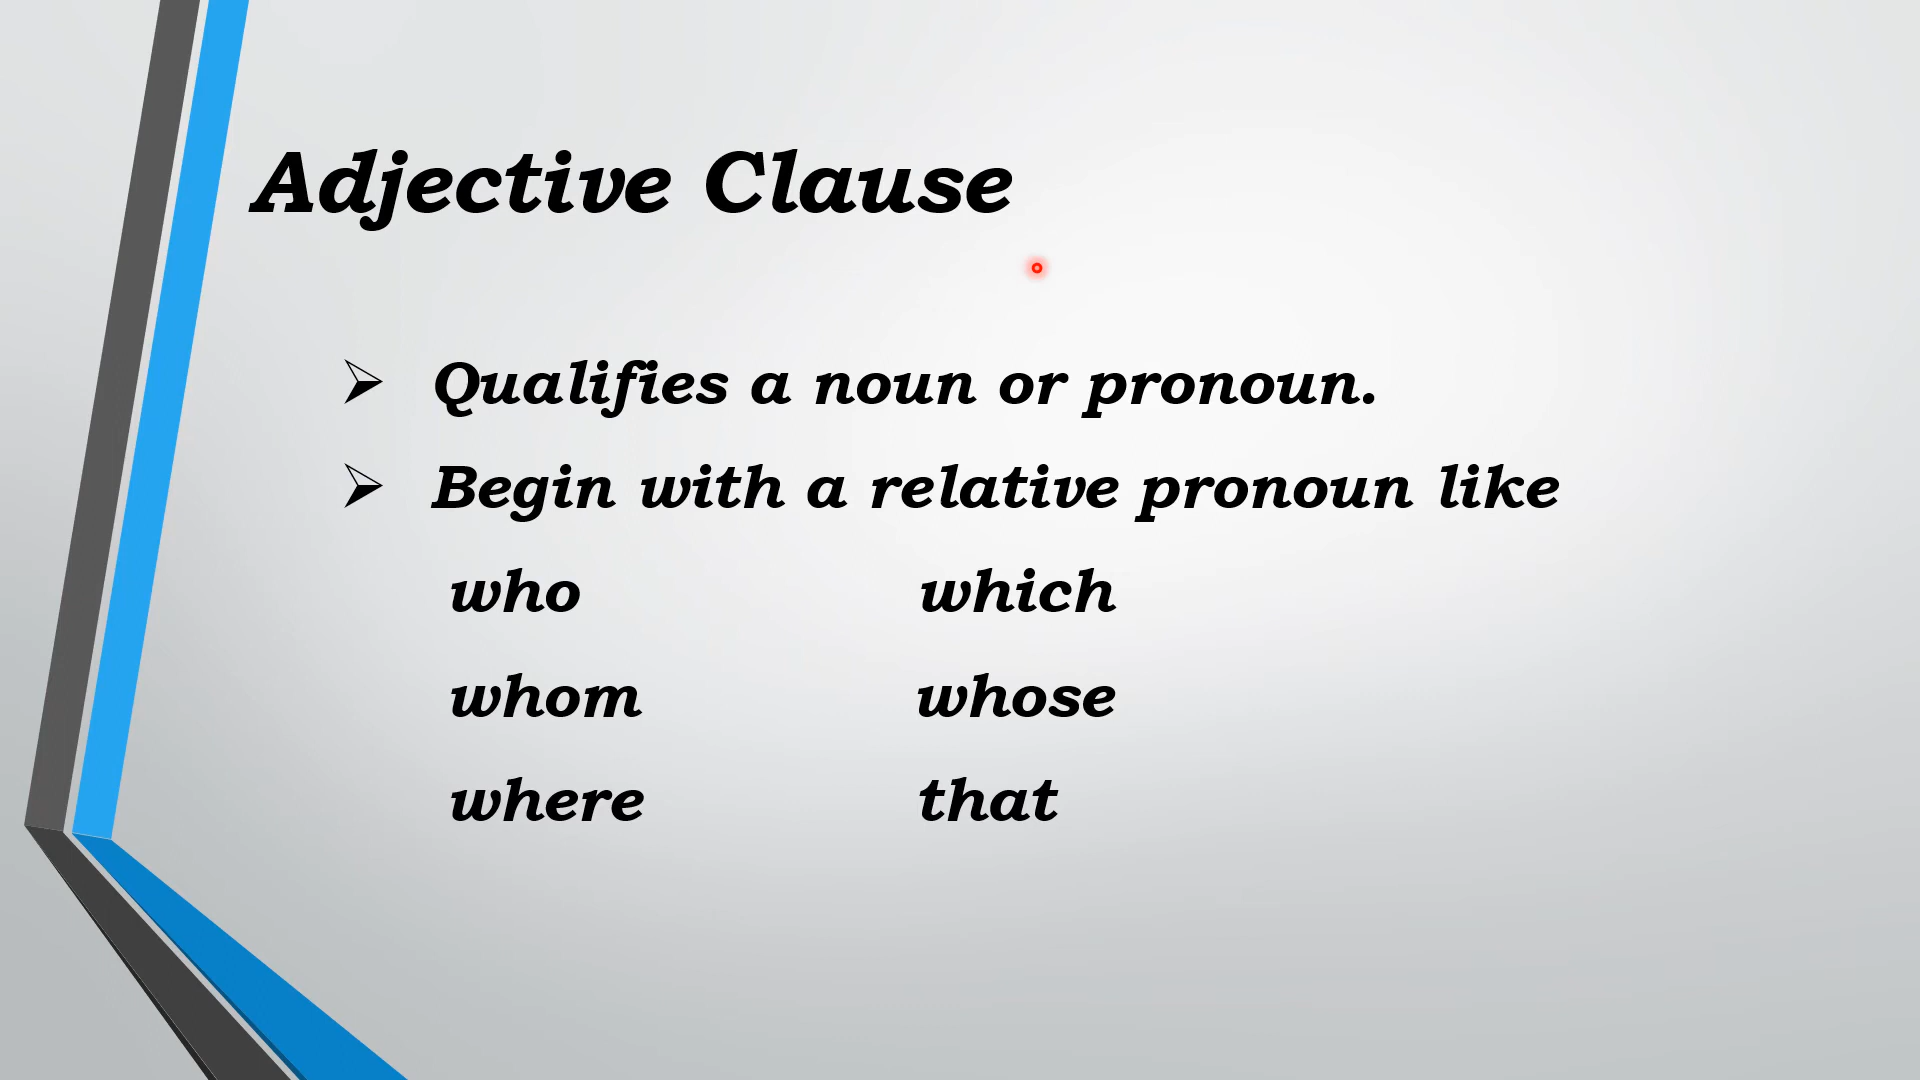 Adjective Clause
Qualifies a noun or pronoun.
Begin with a relative pronoun like
who which
whom whose
where that